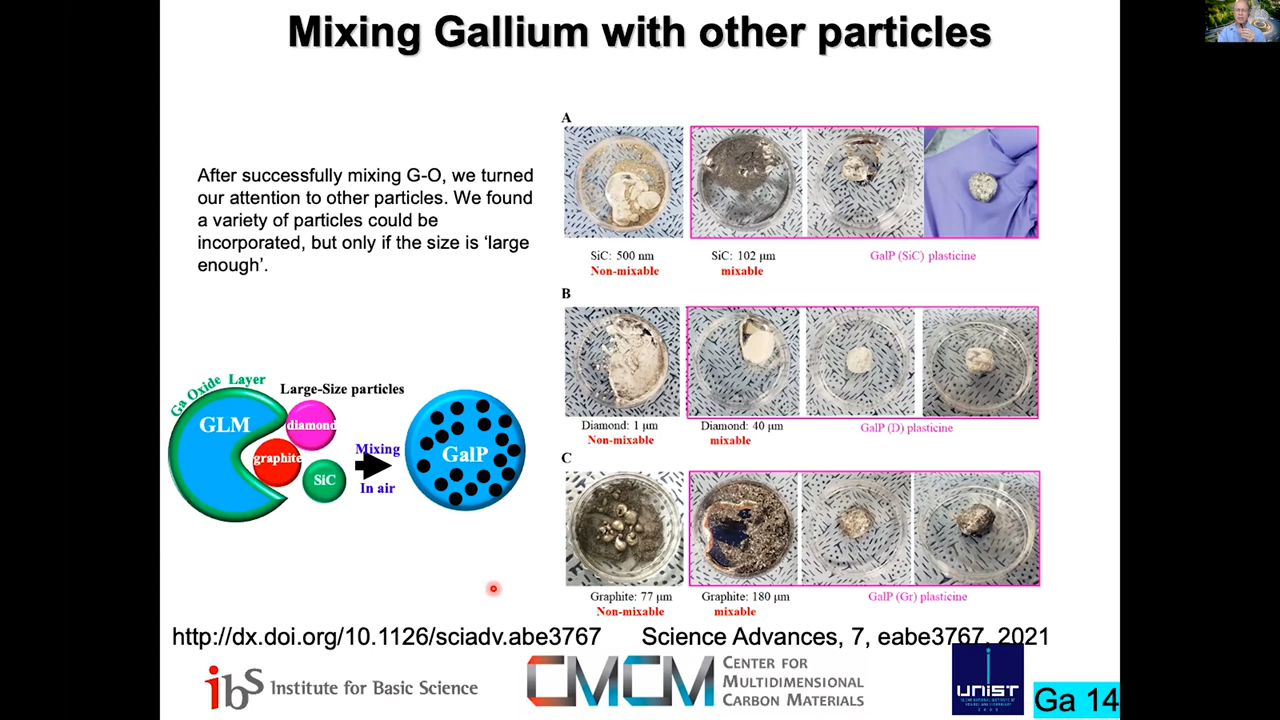 Mixing Gallium with other particles
After successfully mixing G-O, we turned
our attention to other particles. We found
a variety of particles could be
incorporated, but only if the size is ‘large
enough’.
Ga Oxide Layer
Large-Size particles
GLM
diamond
graphite
SiC
Mixing
In air
GalP
A
SiC: 500 nm
Non-mixable
SiC: 102 μm
mixable
GalP (SiC) plasticine
B
Diamond: 1 μm
Non-mixable
Diamond: 40 μm
mixable
GalP (D) plasticine
C
Graphite: 77 μm
Non-mixable
Graphite: 180 μm
mixable
GalP (Gr) plasticine
http://dx.doi.org/10.1126/sciadv.abe3767 Science Advances, 7, eabe3767, 2021
ibS Institute for Basic Science
CMCM
CENTER FOR
MULTIDIMENSIONAL
CARBON MATERIALS
UNIST
Ga 14